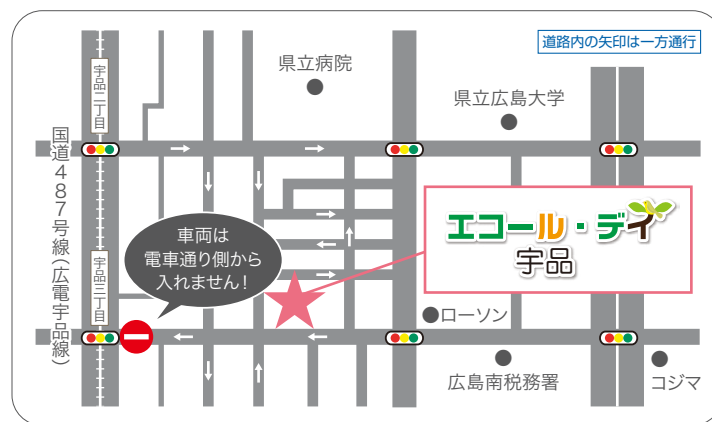 道路内の矢印は一方通行
県立病院
県立広島大学
宇品二丁目
国道487号線(広電宇品線)
エコール・デイ
宇品
車両は
電車通り側から
入れません!
宇品三丁目
ローソン
広島南税務署
コジマ